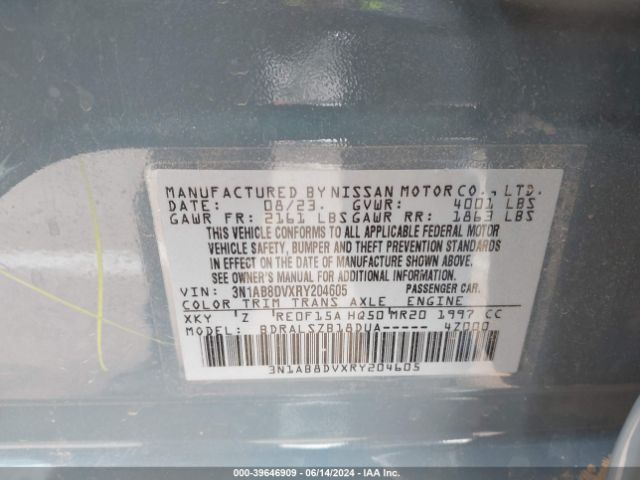 MANUFACTURED BY NISSAN MOTOR CO., LTD.
DATE: 08/23. GVWR: 4001 LBS
GAWR FR: 2161 LBS GAWR RR: 1863 LBS
THIS VEHICLE CONFORMS TO ALL APPLICABLE FEDERAL MOTOR
VEHICLE SAFETY, BUMPER AND THEFT PREVENTION STANDARDS
IN EFFECT ON THE DATE OF MANUFACTURE SHOWN ABOVE.
SEE OWNER'S MANUAL FOR ADDITIONAL INFORMATION
VIN: 3N1AB8DVXRY204605 PASSENGER CAR.
COLOR TRIM TRANS AXLE ENGINE
XKY Z RE0F15A HQ50 MR20 1997 CC
MODEL: BDRALSZB18DUA----- 4Z000
3N1AB8DVXRY204605
000-39646909 - 06/14/2024 - IAA Inc.